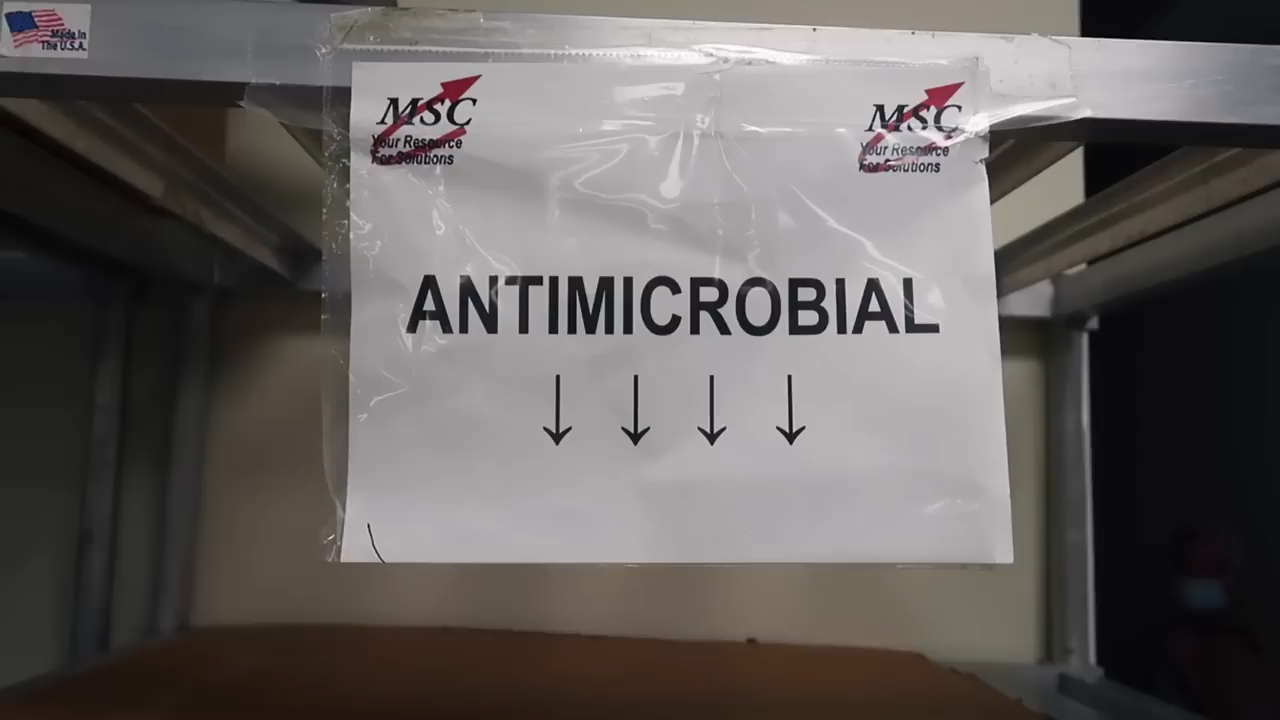 Made in
The U.S.A.
MSC
Your Resource
For Solutions
MSC
Your Resource
For Solutions
ANTIMICROBIAL
↓ ↓ ↓ ↓